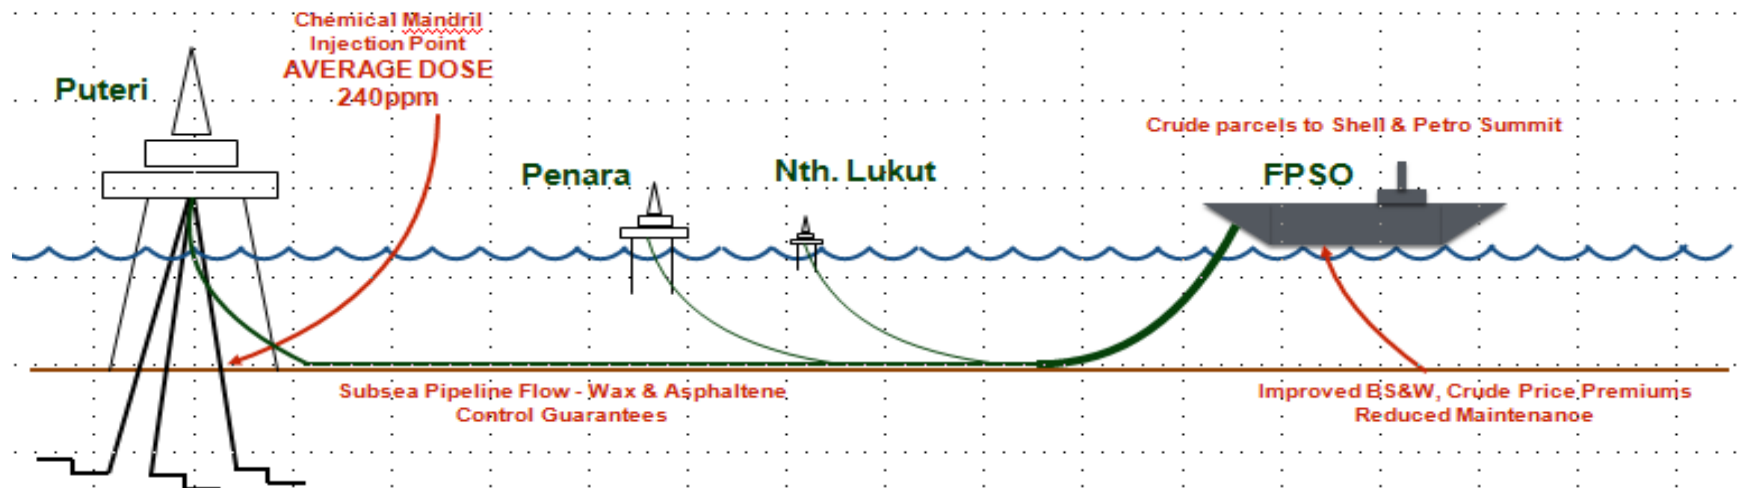 Chemical Mandril
Injection Point
AVERAGE DOSE
240ppm
Puteri
Penara
Nth. Lukut
Crude parcels to Shell & Petro Summit
FPSO
Subsea Pipeline Flow - Wax & Asphaltene
Control Guarantees
Improved BS&W, Crude Price Premiums
Reduced Maintenance